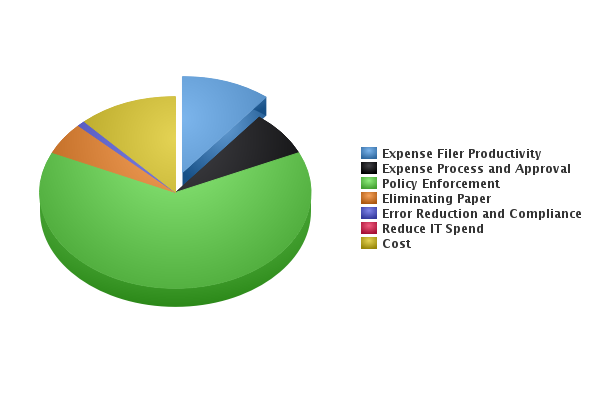 Expense Filer Productivity
Expense Process and Approval
Policy Enforcement
Eliminating Paper
Error Reduction and Compliance
Reduce IT Spend
Cost